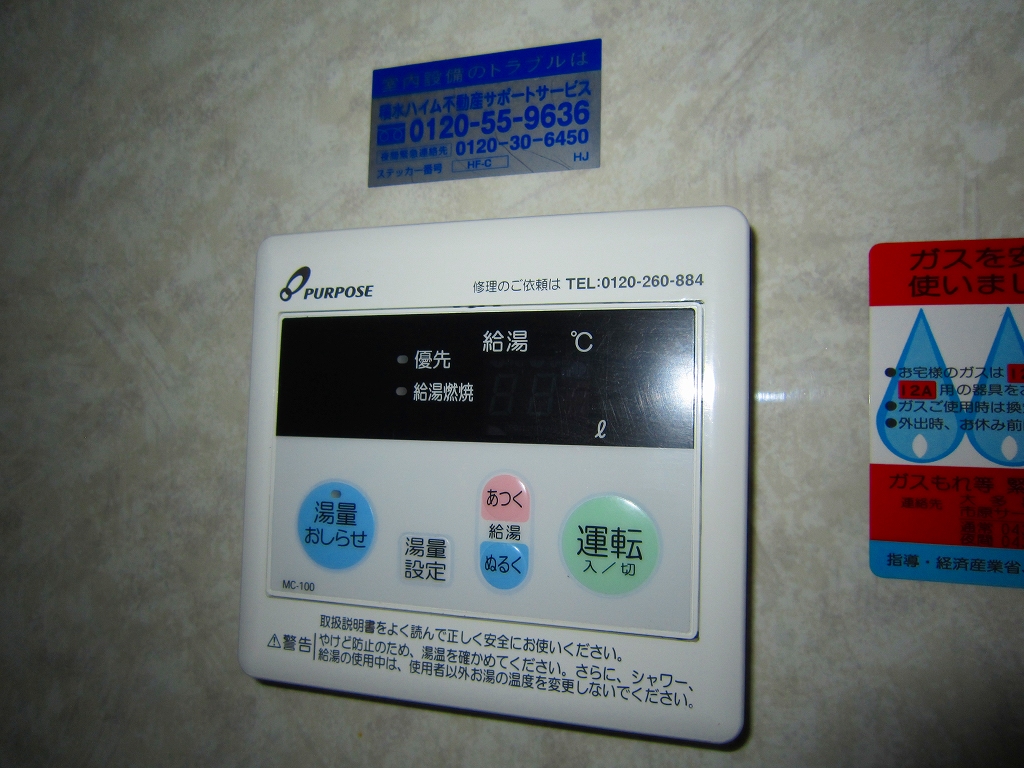 室内設備のトラブルは
積水ハイム不動産サポートサービス
0120-55-9636
0120-30-6450
ステッカー番号 HF-C HJ
PURPOSE 修理のご依頼は TEL:0120-260-884
給湯 ℃
優先
給湯燃焼
ℓ
湯量
おしらせ
湯量
設定
あつく
給湯
ぬるく
運転
入／切
MC-100
⚠警告
取扱説明書をよく読んで正しく安全にお使いください。
やけど防止のため、湯温を確かめてください。さらに、シャワー、
給湯の使用中は、使用者以外お湯の温度を変更しないでください。
ガスを安
使いまし
●お宅様のガスは 12
12A 用の器具をお
●ガスご使用時は換
●外出時、お休み前
ガスもれ等 緊
連絡先
指導・経済産業省